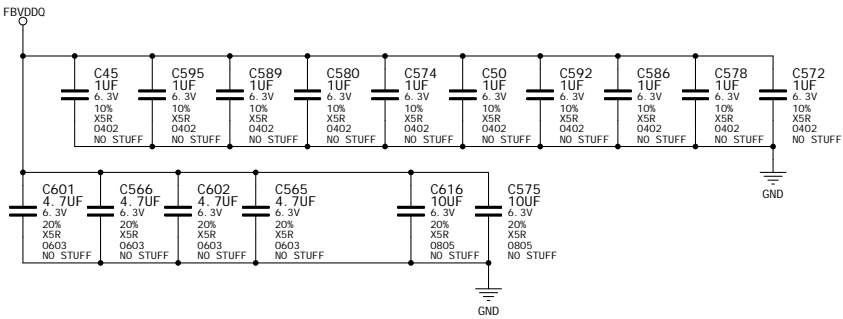 FBVDDQ
C45 C595 C589 C580 C574 C50 C592 C586 C578 C572
1UF 1UF 1UF 1UF 1UF 1UF 1UF 1UF 1UF 1UF
6.3V 6.3V 6.3V 6.3V 6.3V 6.3V 6.3V 6.3V 6.3V 6.3V
10% 10% 10% 10% 10% 10% 10% 10% 10% 10%
X5R X5R X5R X5R X5R X5R X5R X5R X5R X5R
0402 0402 0402 0402 0402 0402 0402 0402 0402 0402
NO STUFF NO STUFF NO STUFF NO STUFF NO STUFF NO STUFF NO STUFF NO STUFF NO STUFF NO STUFF
GND
C601 C566 C602 C565 C616 C575
4.7UF 4.7UF 4.7UF 4.7UF 10UF 10UF
6.3V 6.3V 6.3V 6.3V 6.3V 6.3V
20% 20% 20% 20% 20% 20%
X5R X5R X5R X5R X5R X5R
0603 0603 0603 0603 0805 0805
NO STUFF NO STUFF NO STUFF NO STUFF NO STUFF NO STUFF
GND